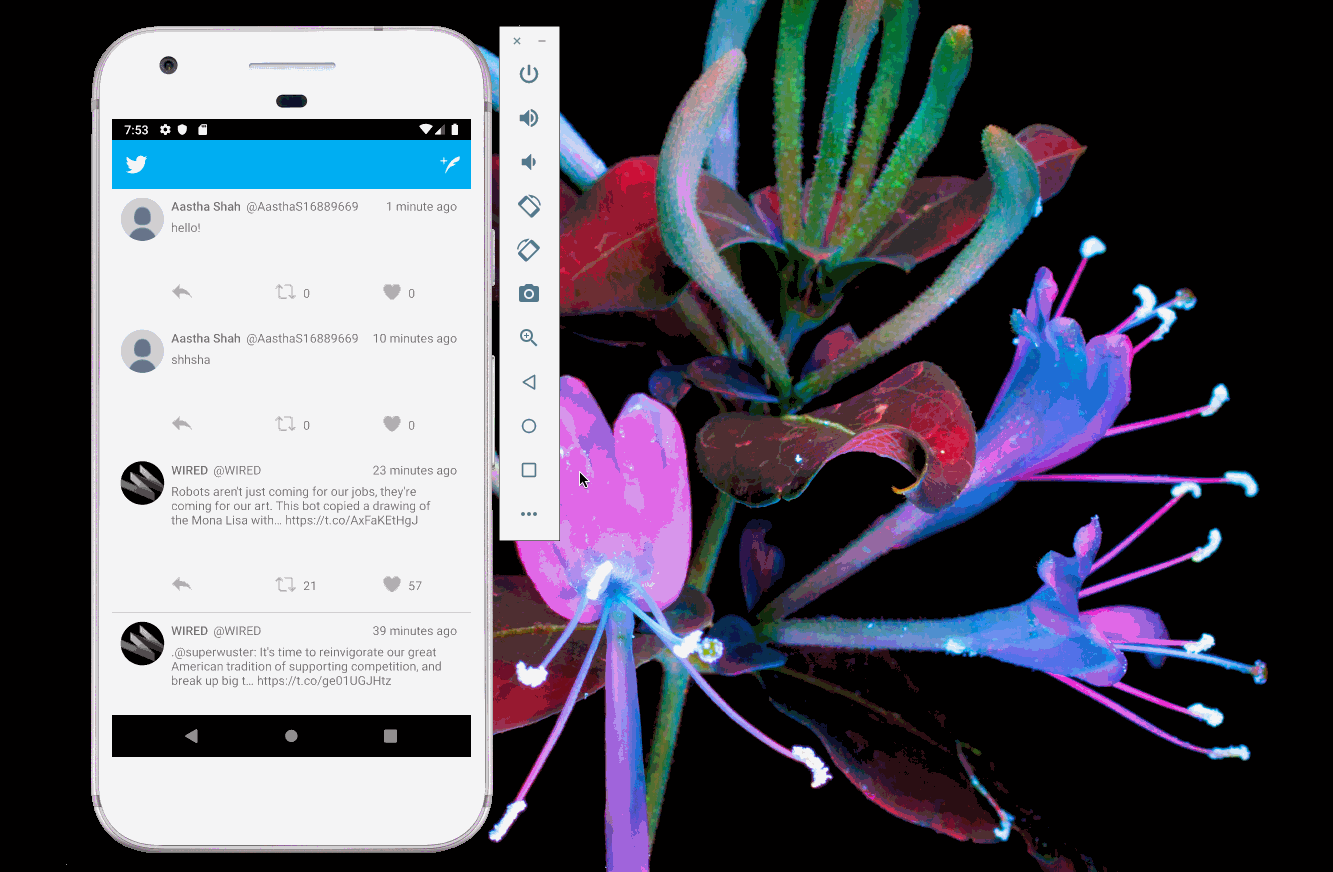 7:53
Aastha Shah @AasthaS16889669 1 minute ago
hello!
0 0
Aastha Shah @AasthaS16889669 10 minutes ago
shhsha
0 0
WIRED @WIRED 23 minutes ago
Robots aren't just coming for our jobs, they're
coming for our art. This bot copied a drawing of
the Mona Lisa with… https://t.co/AxFaKEtHgJ
21 57
WIRED @WIRED 39 minutes ago
.@superwuster: It's time to reinvigorate our great
American tradition of supporting competition, and
break up big t… https://t.co/ge01UGJHtz